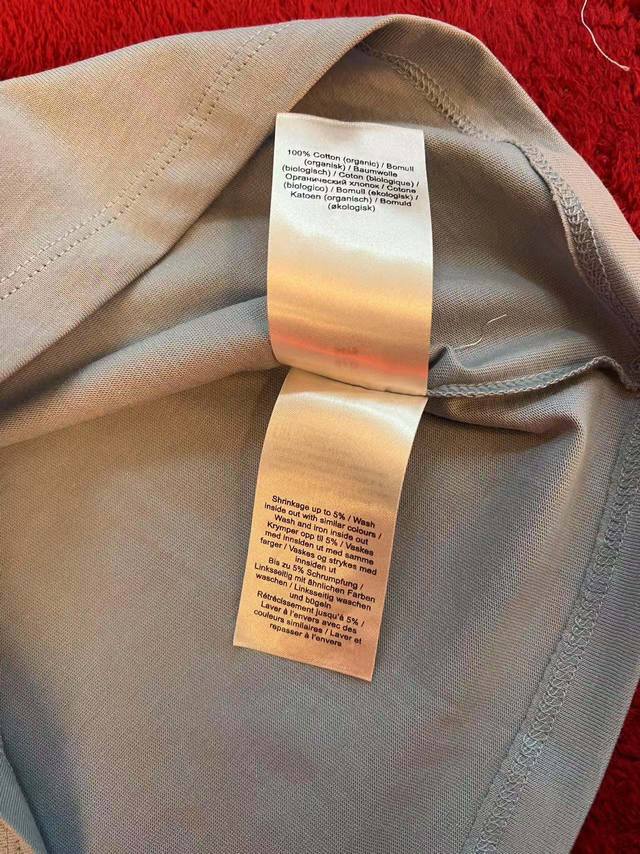 100% Cotton (organic) / Bomull
(organisk) / Baumwolle
(biologisch) / Coton (biologique) /
Органический хлопок / Cotone
(biologico) / Bomull (ekologisk) /
Katoen (organisch) / Bomuld
(økologisk)
Shrinkage up to 5% / Wash
inside out with similar colours /
Wash and iron inside out
Krymper opp til 5% / Vaskes
med innsiden ut med samme
farger / Vaskes og strykes med
innsiden ut
Bis zu 5% Schrumpfung /
Linksseitig mit ähnlichen Farben
waschen / Linksseitig waschen
und bügeln
Rétrécissement jusqu'à 5% /
Laver à l'envers avec des
couleurs similaires / Laver et
repasser à l'envers